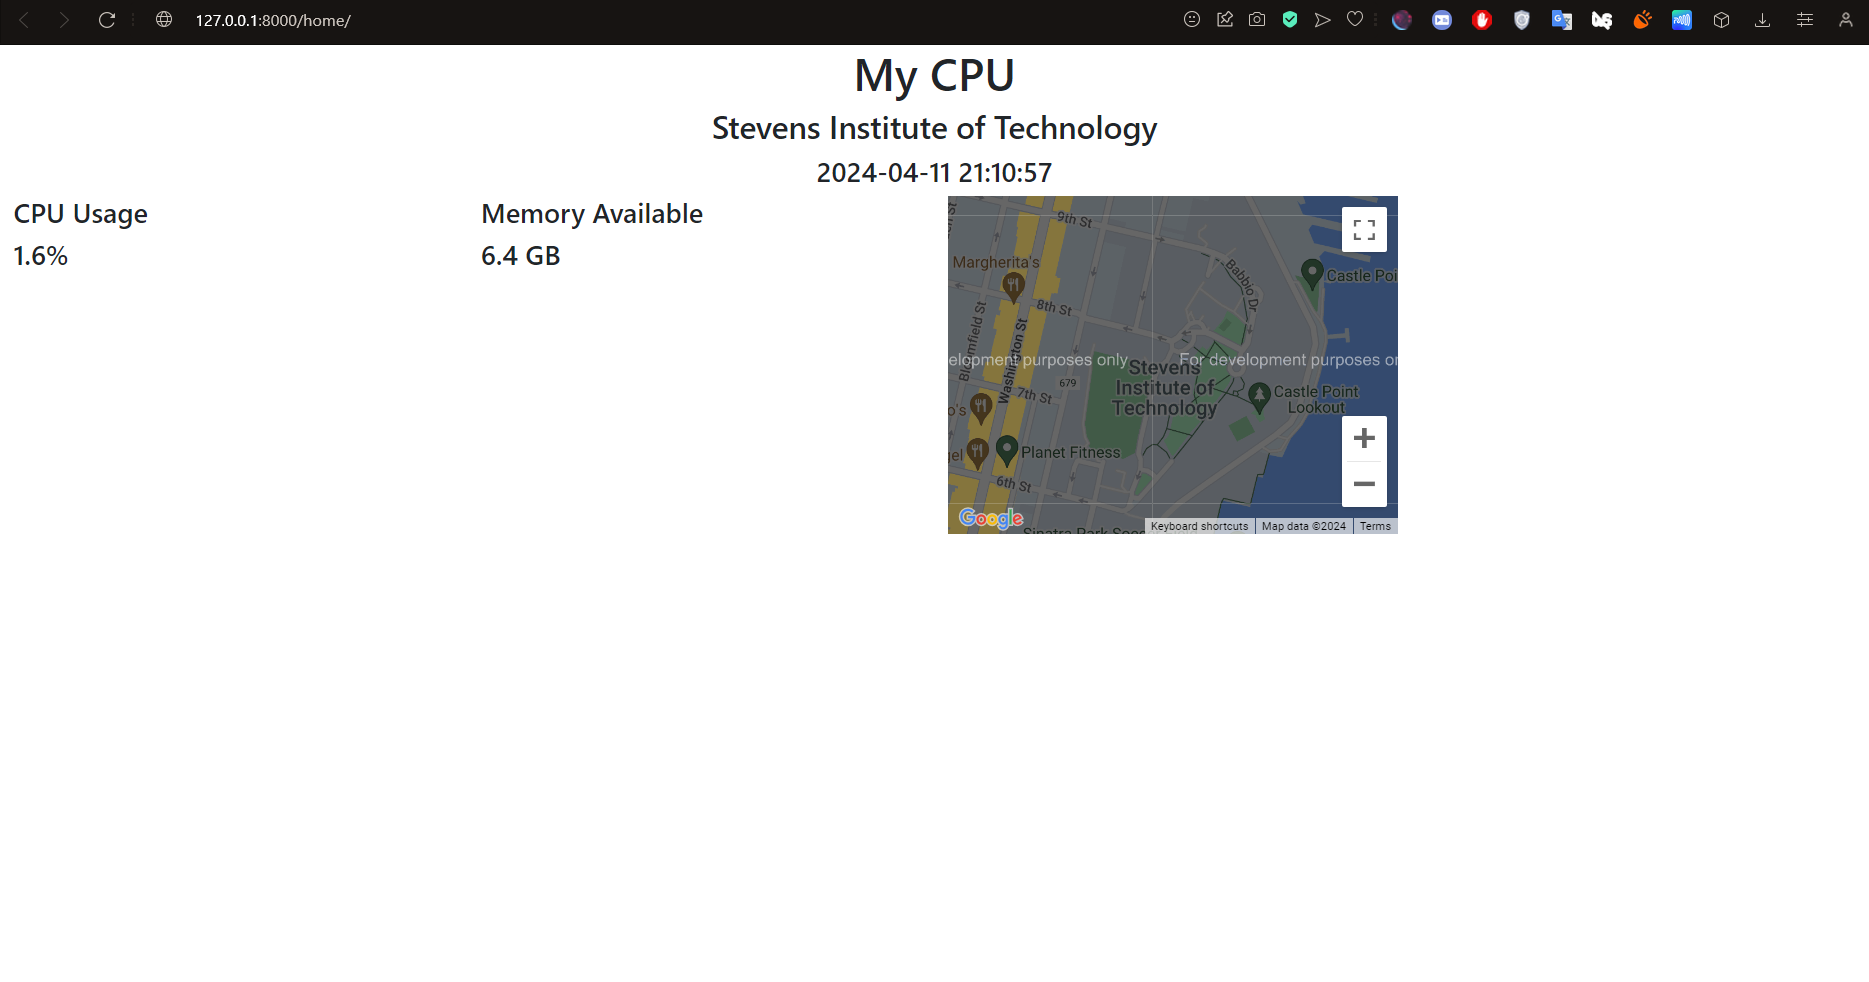 127.0.0.1:8000/home/
My CPU
Stevens Institute of Technology
2024-04-11 21:10:57
CPU Usage
1.6%
Memory Available
6.4 GB
9th St
Margherita's
Babbio Dr
Castle Poi
8th St
Bloomfield St
Washington St
elopment purposes only
For development purposes or
Stevens
Institute of
Technology
679
7th St
Castle Point
Lookout
o's
gel
Planet Fitness
6th St
Google
Sinatra Park Socc
Keyboard shortcuts
Map data ©2024
Terms